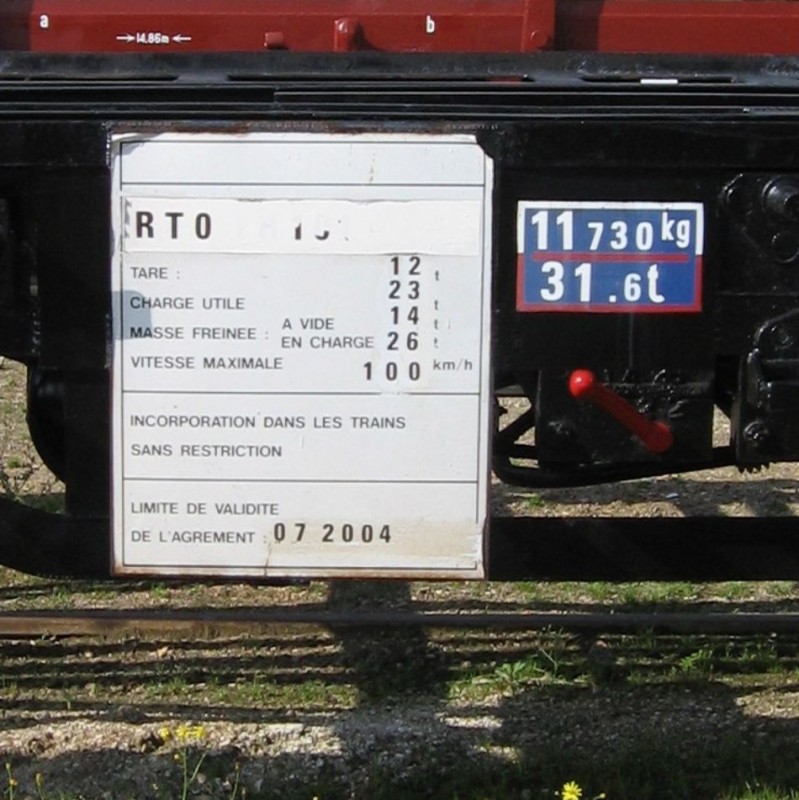 a
14.86m
b
RTO
TARE : 12 t
CHARGE UTILE 23 t
MASSE FREINEE : A VIDE 14 t
EN CHARGE 26 t
VITESSE MAXIMALE 100 km/h
INCORPORATION DANS LES TRAINS
SANS RESTRICTION
LIMITE DE VALIDITE
DE L'AGREMENT : 07 2004
11 730 kg
31.6t